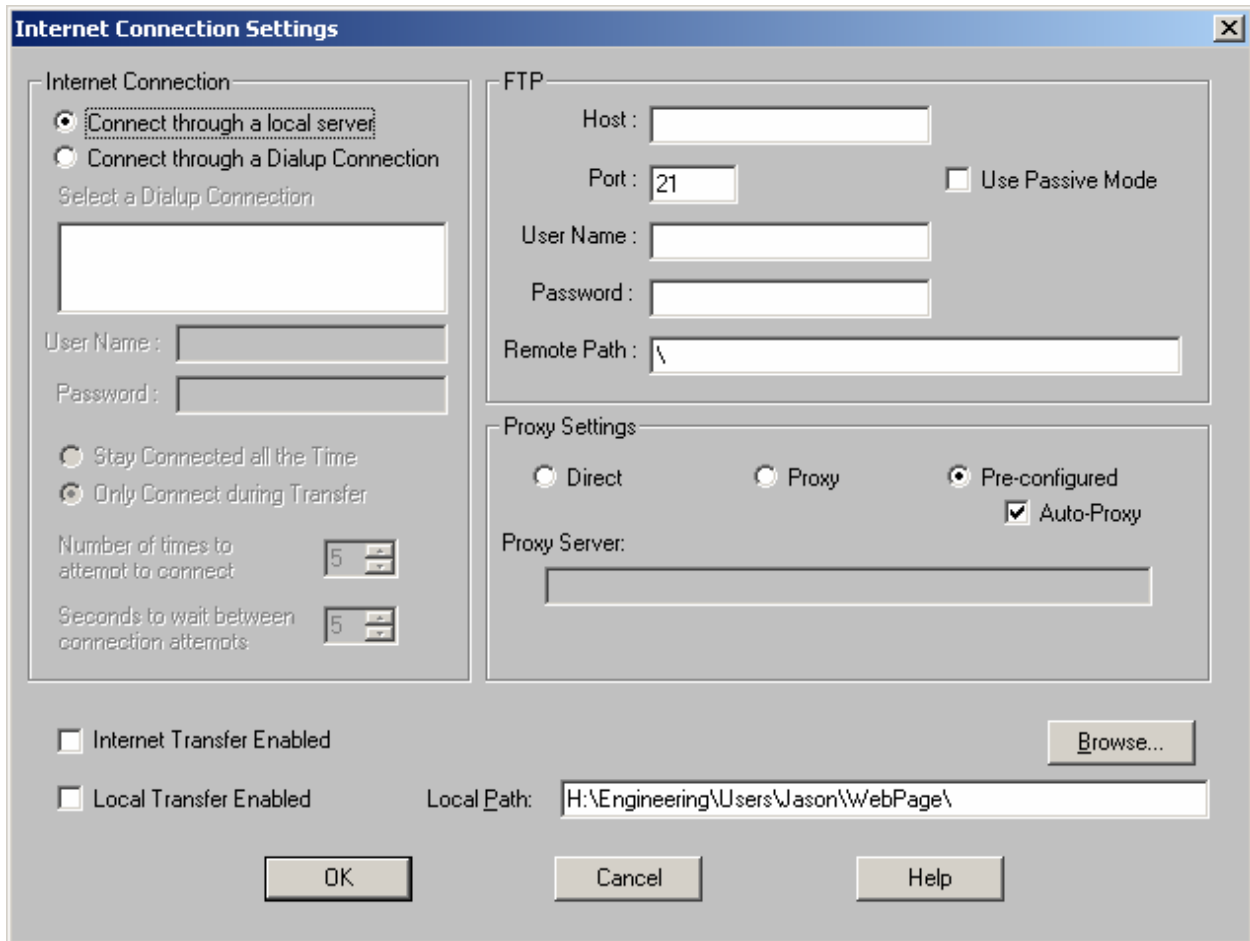 Internet Connection Settings
Internet Connection
Connect through a local server
Connect through a Dialup Connection
Select a Dialup Connection
User Name :
Password :
Stay Connected all the Time
Only Connect during Transfer
Number of times to
attempt to connect
5
Seconds to wait between
connection attempts
5
FTP
Host :
Port : 21
Use Passive Mode
User Name :
Password :
Remote Path : \
Proxy Settings
Direct
Proxy
Pre-configured
Auto-Proxy
Proxy Server:
Internet Transfer Enabled
Browse...
Local Transfer Enabled
Local Path: H:\Engineering\Users\Jason\WebPage\
OK
Cancel
Help